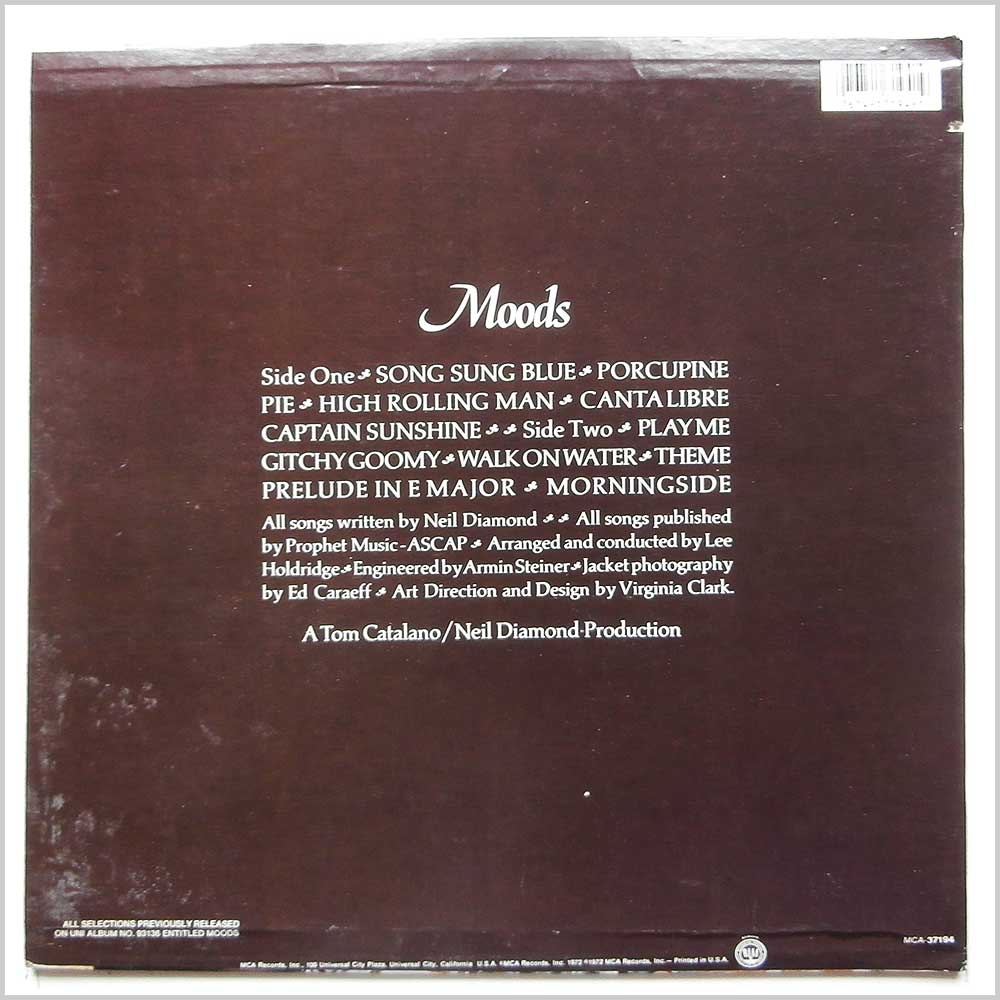 Moods
Side One SONG SUNG BLUE PORCUPINE
PIE HIGH ROLLING MAN CANTA LIBRE
CAPTAIN SUNSHINE Side Two PLAY ME
GITCHY GOOMY WALK ON WATER THEME
PRELUDE IN E MAJOR MORNINGSIDE
All songs written by Neil Diamond All songs published
by Prophet Music-ASCAP Arranged and conducted by Lee
Holdridge Engineered by Armin Steiner Jacket photography
by Ed Caraeff Art Direction and Design by Virginia Clark.
A Tom Catalano/Neil Diamond Production
ALL SELECTIONS PREVIOUSLY RELEASED
ON UNI ALBUM NO. 93136 ENTITLED MOODS
MCA-37194
MCA Records, Inc., 100 Universal City Plaza, Universal City, California U.S.A. ©MCA Records, Inc. 1972 ℗1972 MCA Records, Inc.— Printed in U.S.A.